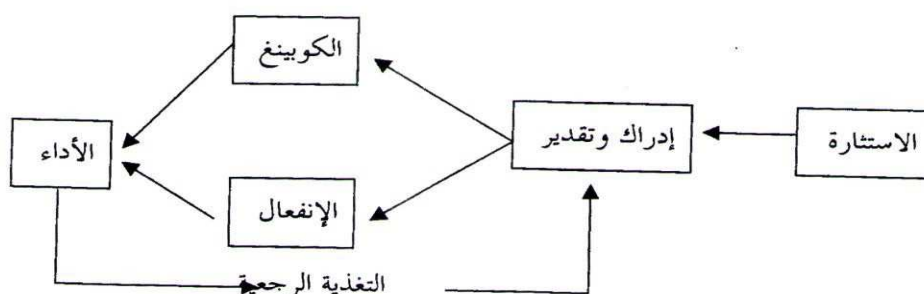 الاستثارة
إدراك وتقدير
الكوبينغ
الإنفعال
الأداء
التغذية الرجعية